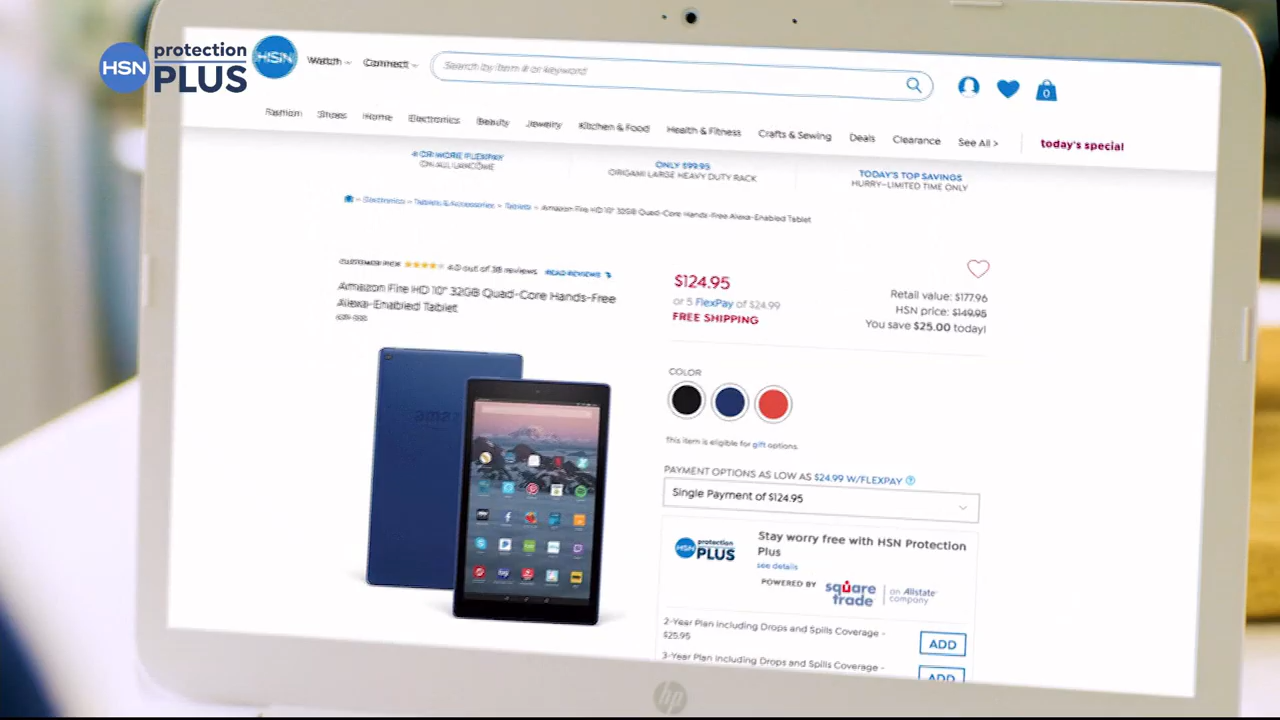 HSN protection PLUS
HSN
Watch
Connect
Search by item # or keyword
0
Fashion Shoes Home Electronics Beauty Jewelry Kitchen & Food Health & Fitness Crafts & Sewing Deals Clearance See All > today's special
4 OR MORE FLEXPAY
ON ALL LANCOME
ONLY $99.95
ORIGAMI LARGE HEAVY DUTY RACK
TODAY'S TOP SAVINGS
HURRY–LIMITED TIME ONLY
Electronics Tablets & Accessories Tablets Amazon Fire HD 10" 32GB Quad-Core Hands-Free Alexa-Enabled Tablet
CUSTOMER PICK 4.0 out of 38 reviews READ REVIEWS
Amazon Fire HD 10" 32GB Quad-Core Hands-Free
Alexa-Enabled Tablet
amaz
$124.95
or 5 FlexPay of $24.99
FREE SHIPPING
Retail value: $177.96
HSN price: $149.95
You save $25.00 today!
COLOR
This item is eligible for gift options.
PAYMENT OPTIONS AS LOW AS $24.99 W/FLEXPAY
Single Payment of $124.95
HSN protection PLUS
Stay worry free with HSN Protection
Plus
see details
POWERED BY square trade an Allstate company
2-Year Plan including Drops and Spills Coverage -
$25.95
ADD
3-Year Plan including Drops and Spills Coverage -
ADD
hp